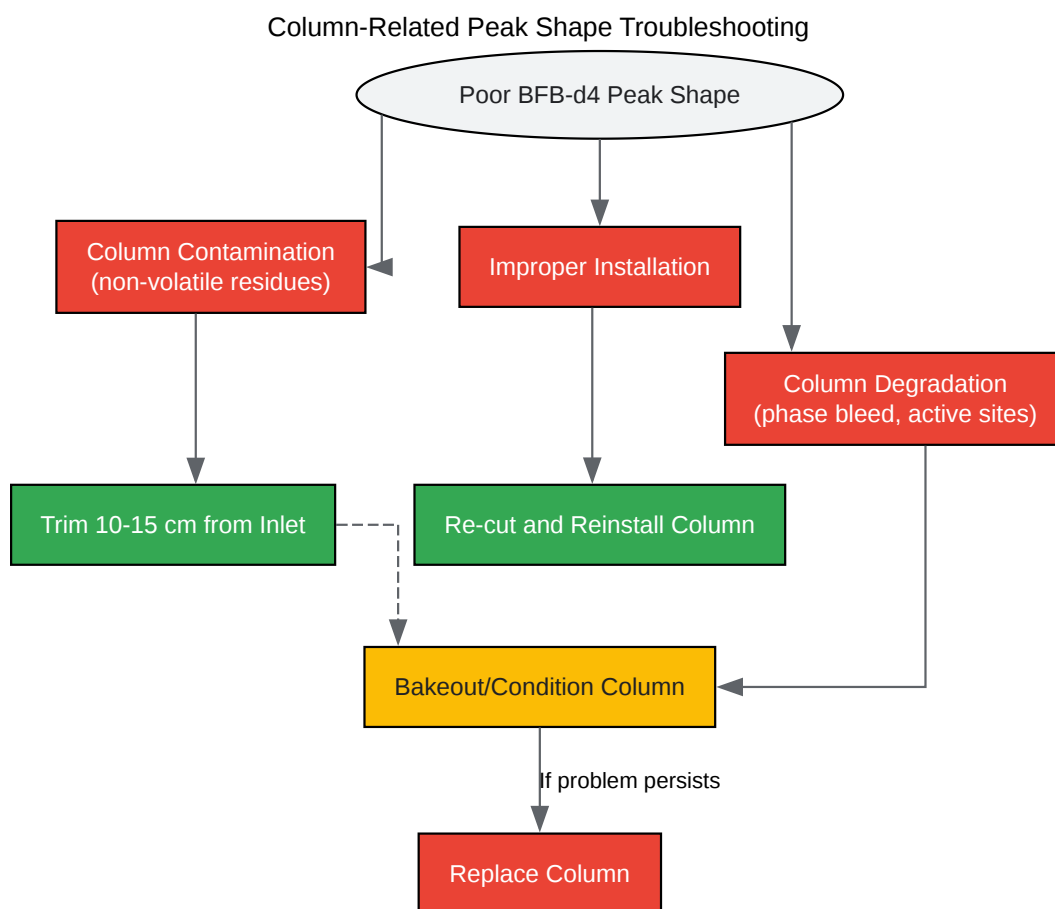 Column-Related Peak Shape Troubleshooting
Poor BFB-d4 Peak Shape
Column Contamination
(non-volatile residues)
Improper Installation
Column Degradation
(phase bleed, active sites)
Trim 10-15 cm from Inlet
Re-cut and Reinstall Column
Bakeout/Condition Column
If problem persists
Replace Column